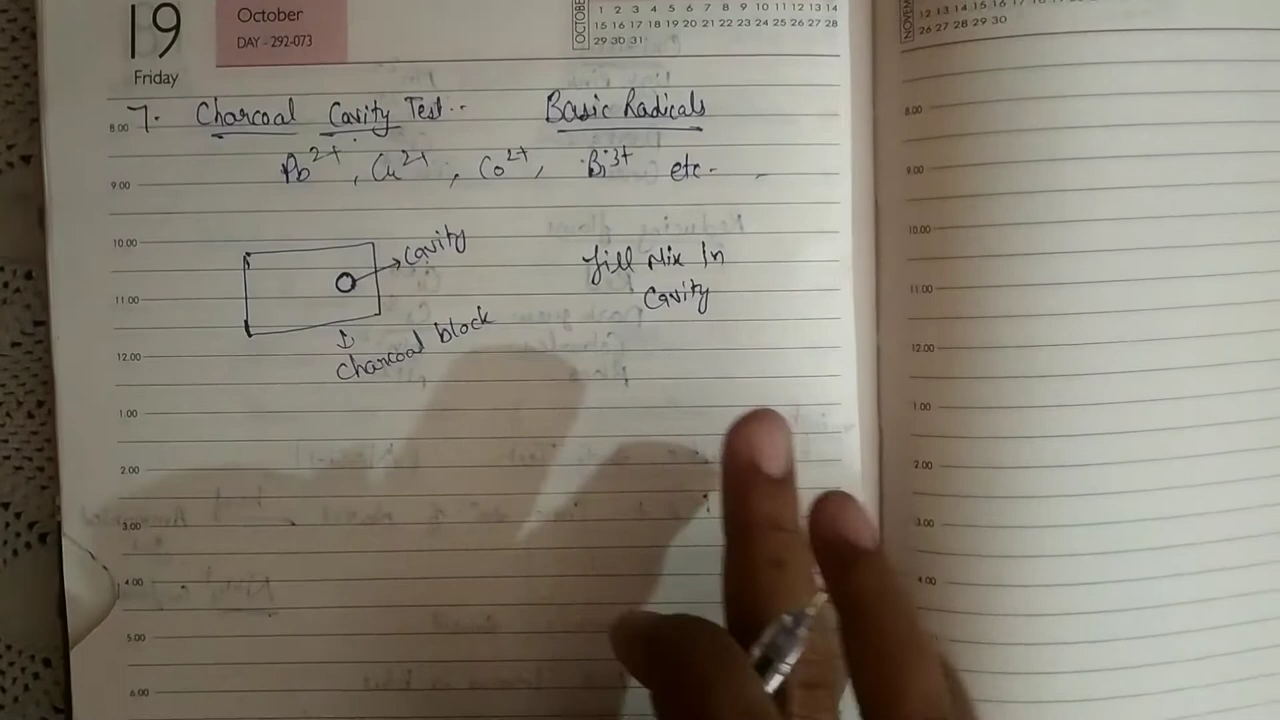 19
Friday
October
DAY - 292-073
OCTOBE
1 2 3 4 5 6 7 8 9 10 11 12 13 14
15 16 17 18 19 20 21 22 23 24 25 26 27 28
29 30 31
7. Charcoal Cavity Test.. Basic Radicals
Pb2+, Cu2+, Co2+, Bi3+ etc-
cavity
fill Mix In
Cavity
charcoal block
8.00
9.00
10.00
11.00
12.00
1.00
2.00
3.00
4.00
5.00
6.00
NOVEM
12 13 14 15 16 17
26 27 28 29 30
8.00
9.00
10.00
11.00
12.00
1.00
2.00
3.00
4.00